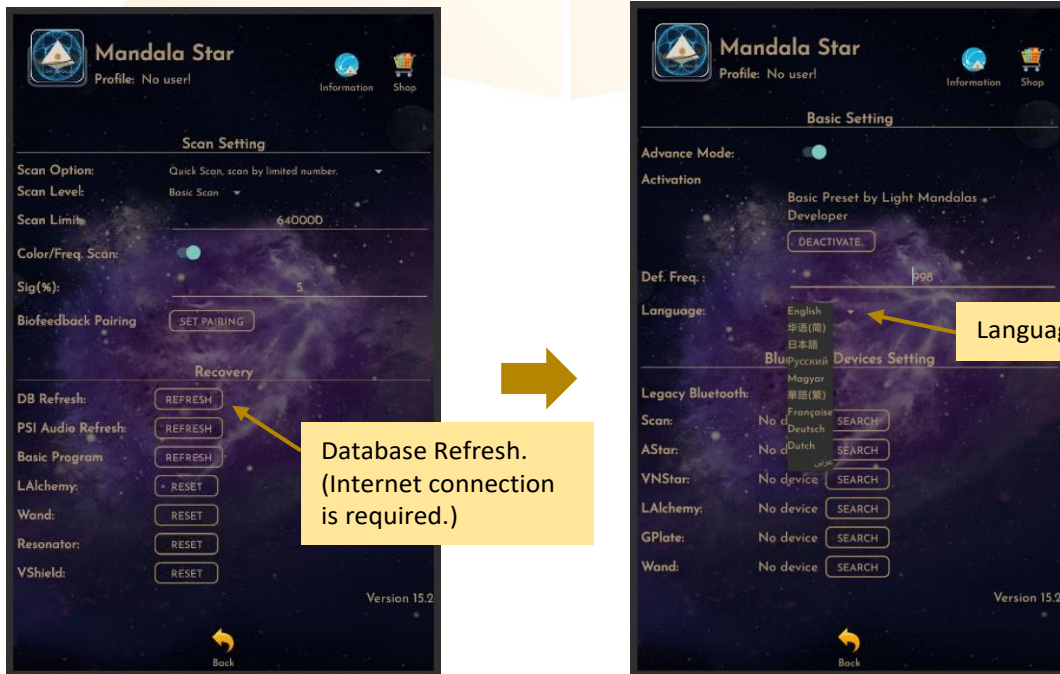 Mandala Star
Profile: No user!
Information
Shop
Scan Setting
Scan Option: Quick Scan, scan by limited number.
Scan Level: Basic Scan
Scan Limit: 640000
Color/Freq. Scan:
Sig(%): 5
Biofeedback Pairing SET PAIRING
Recovery
DB Refresh: REFRESH
PSI Audio Refresh: REFRESH
Basic Program REFRESH
LAlchemy: RESET
Wand: RESET
Resonator: RESET
VShield: RESET
Version 15.2
Back
Database Refresh.
(Internet connection
is required.)
Mandala Star
Profile: No user!
Information
Shop
Basic Setting
Advance Mode:
Activation
Basic Preset by Light Mandalas
Developer
DEACTIVATE.
Def. Freq. : 998
Language:
English
华语(简)
日本語
Русский
Magyar
華語(繁)
Française
Deutsch
Dutch
عربى
Langua
Blu Devices Setting
Legacy Bluetooth:
Scan: No d SEARCH
AStar: No d SEARCH
VNStar: No device SEARCH
LAlchemy: No device SEARCH
GPlate: No device SEARCH
Wand: No device SEARCH
Version 15.2
Back